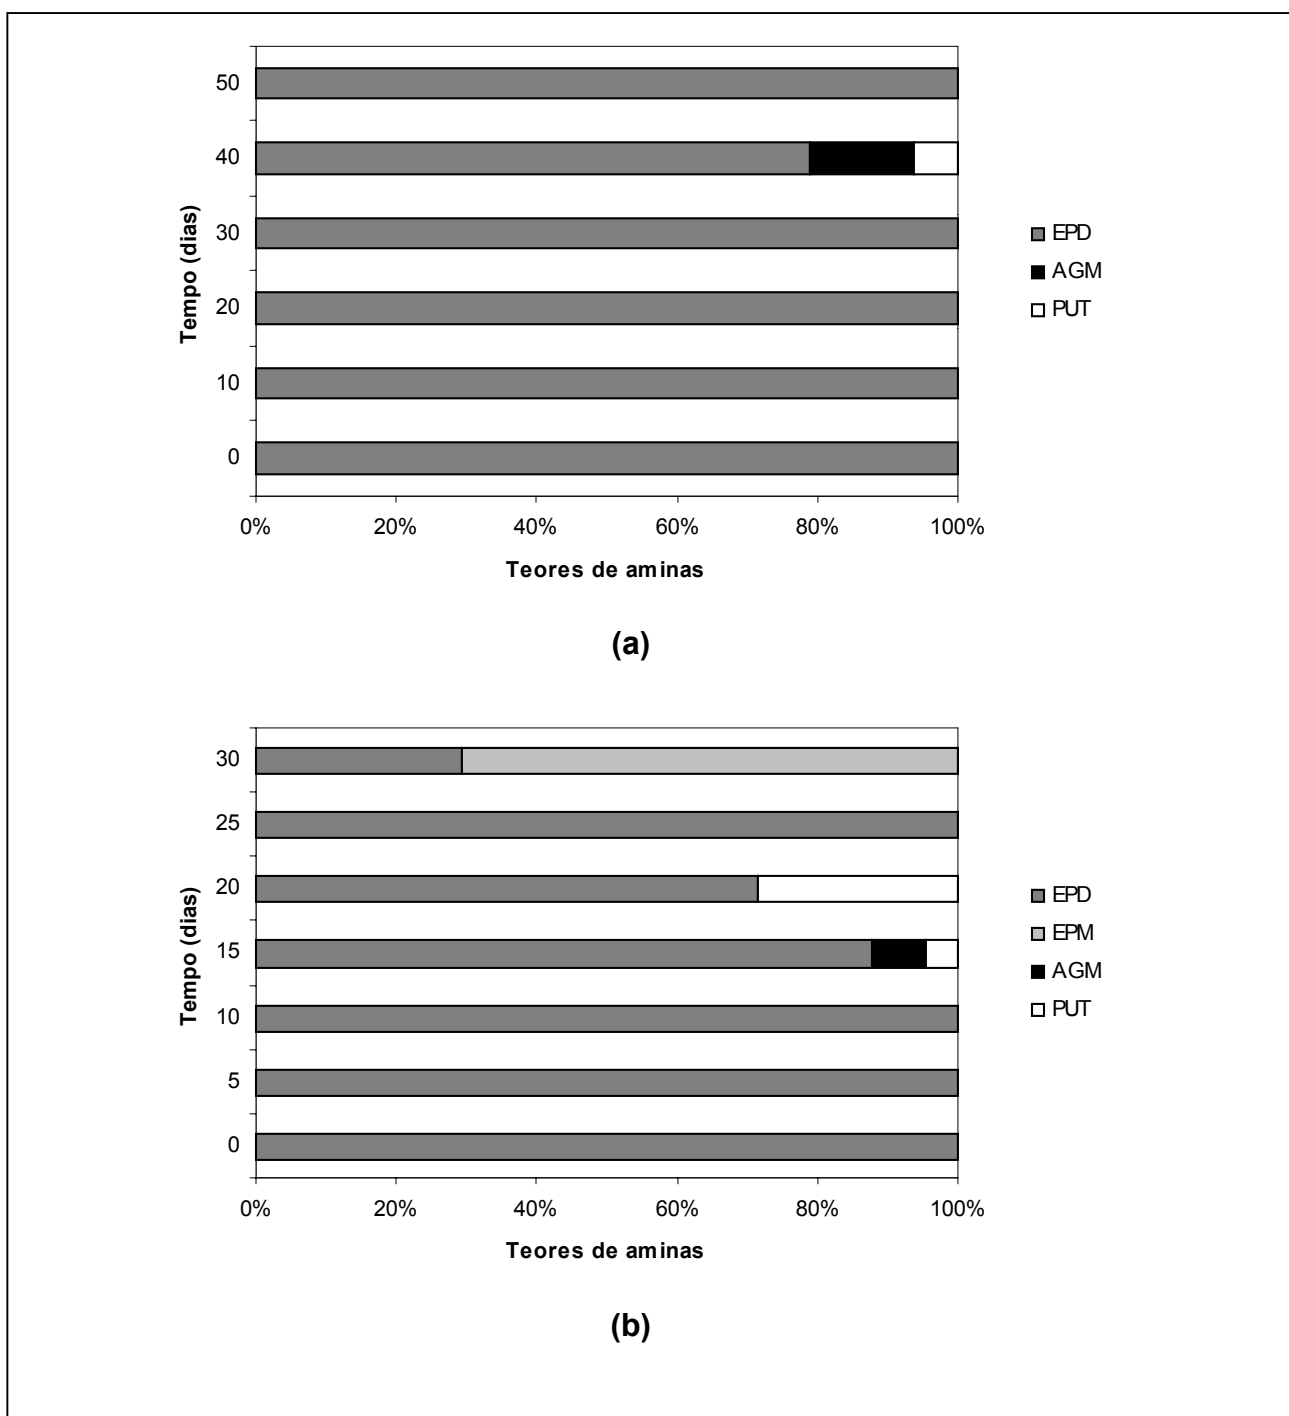 50
40
30
20
10
0
Tempo (dias)
0% 20% 40% 60% 80% 100%
Teores de aminas
EPD
AGM
PUT
(a)
30
25
20
15
10
5
0
Tempo (dias)
0% 20% 40% 60% 80% 100%
Teores de aminas
EPD
EPM
AGM
PUT
(b)